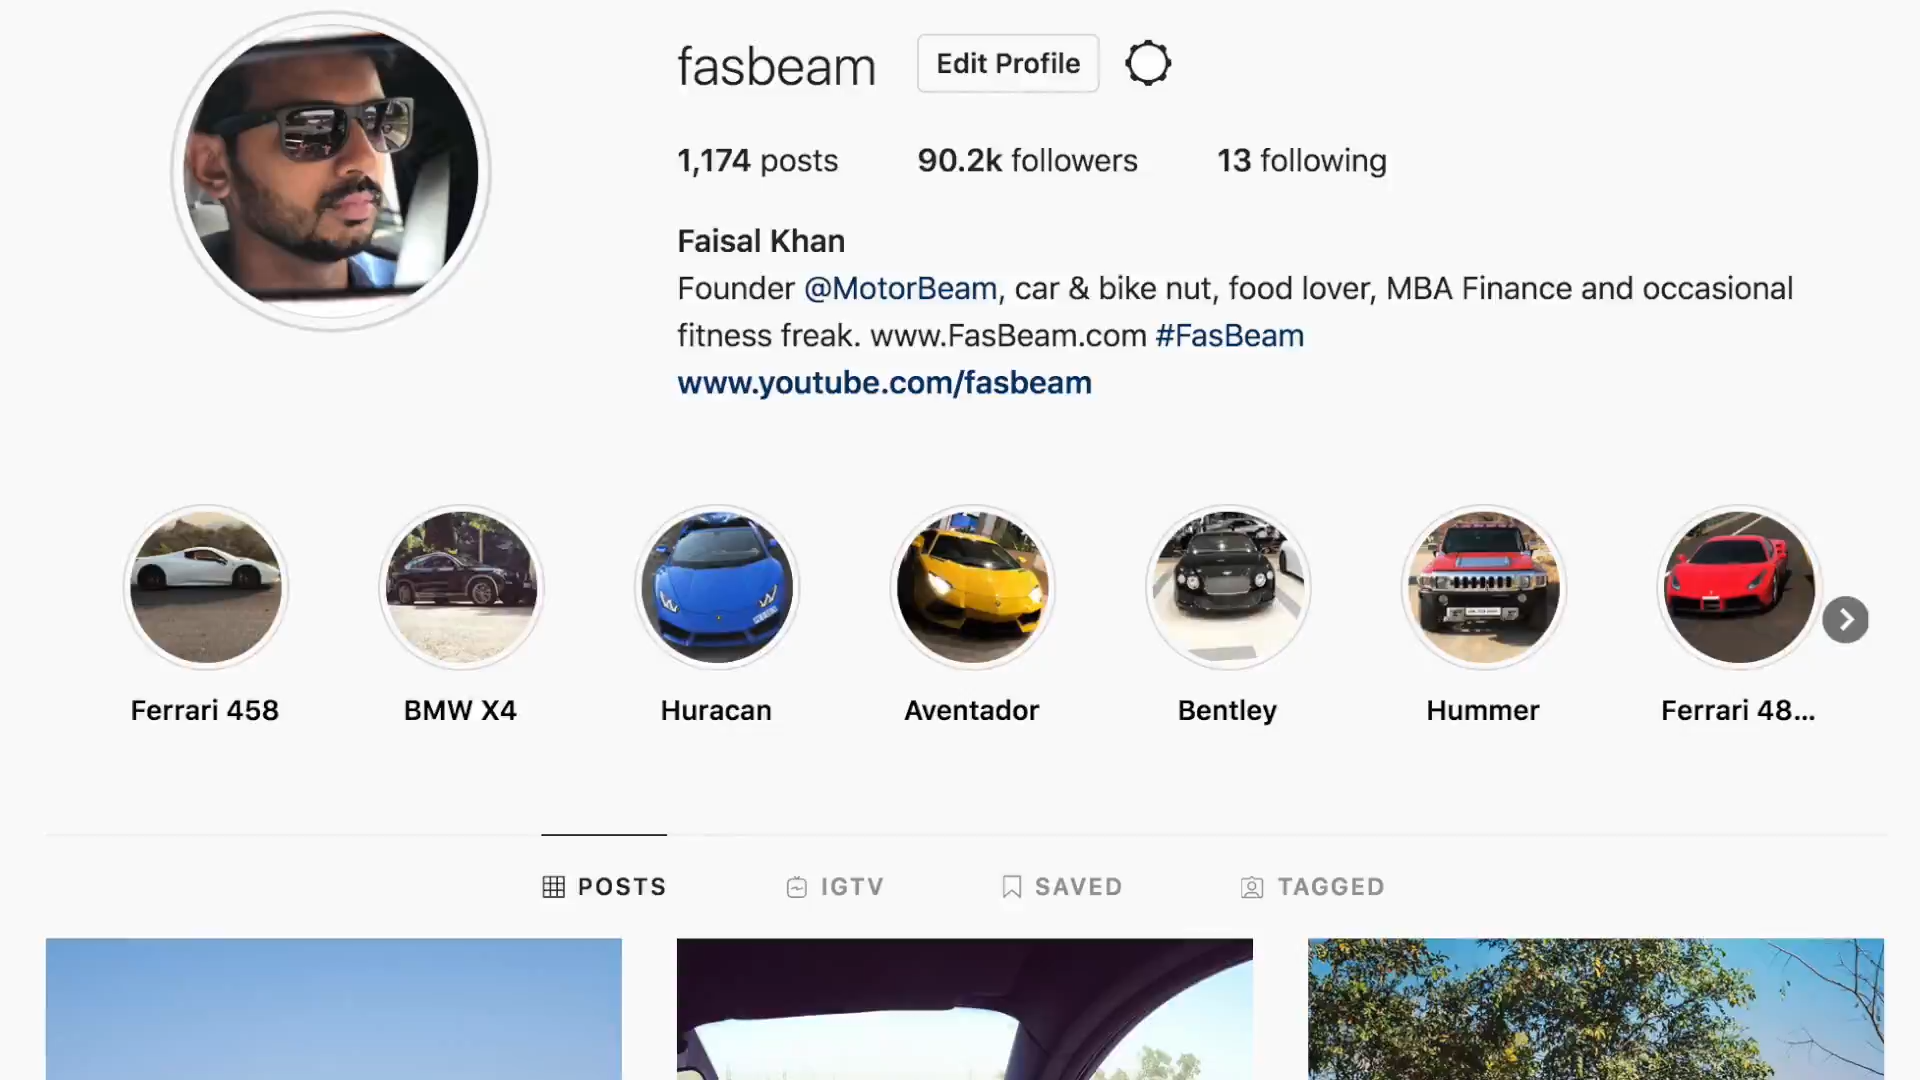 fasbeam Edit Profile
1,174 posts 90.2k followers 13 following
Faisal Khan
Founder @MotorBeam, car & bike nut, food lover, MBA Finance and occasional
fitness freak. www.FasBeam.com #FasBeam
www.youtube.com/fasbeam
Ferrari 458 BMW X4 Huracan Aventador Bentley Hummer Ferrari 48...
POSTS IGTV SAVED TAGGED